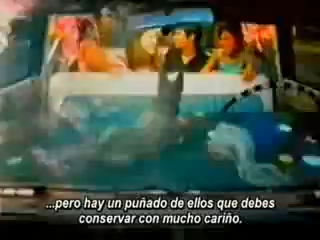 ...pero hay un puñado de ellos que debes
conservar con mucho cariño.